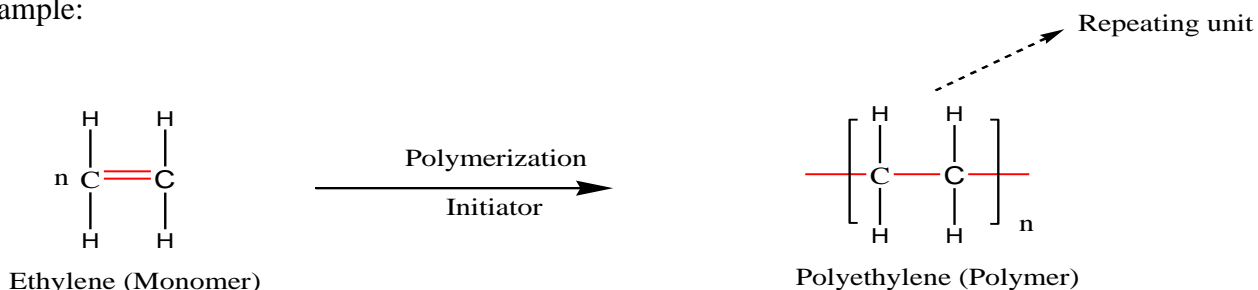 ample:
Repeating unit
H H
n C C
H H
Polymerization
Initiator
H H
C C
H H
n
Ethylene (Monomer)
Polyethylene (Polymer)